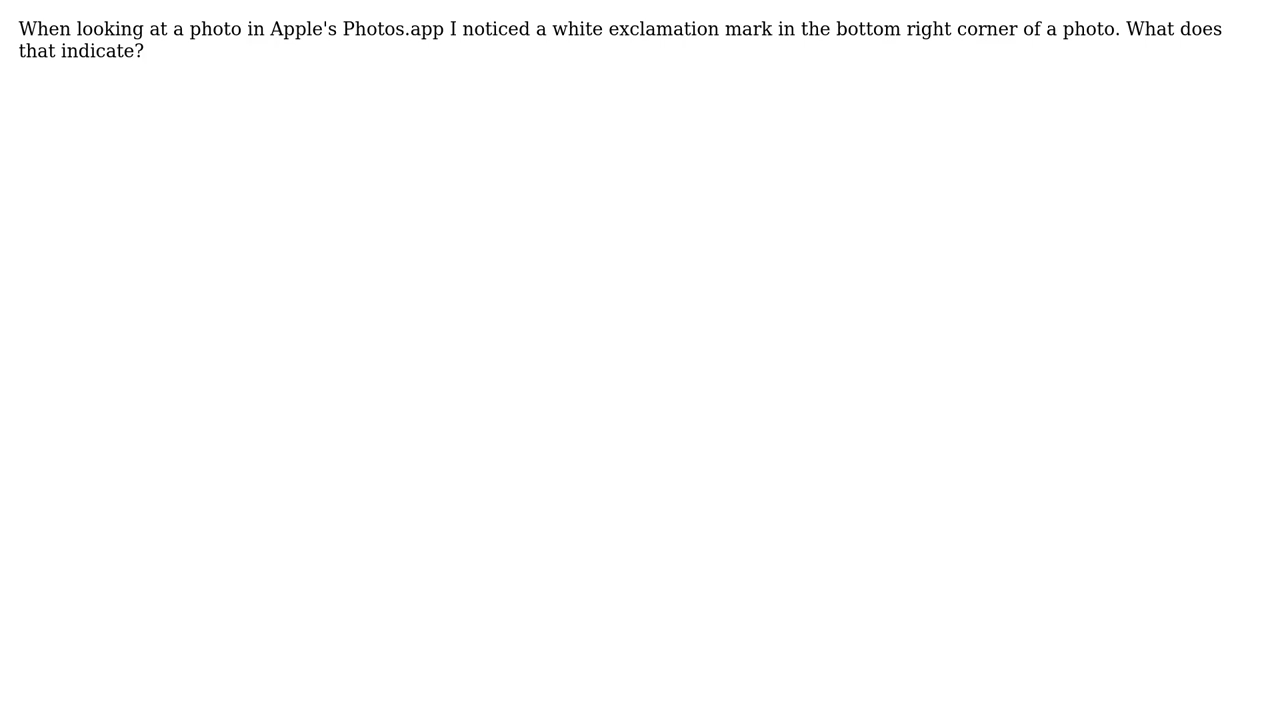 When looking at a photo in Apple's Photos.app I noticed a white exclamation mark in the bottom right corner of a photo. What does
that indicate?